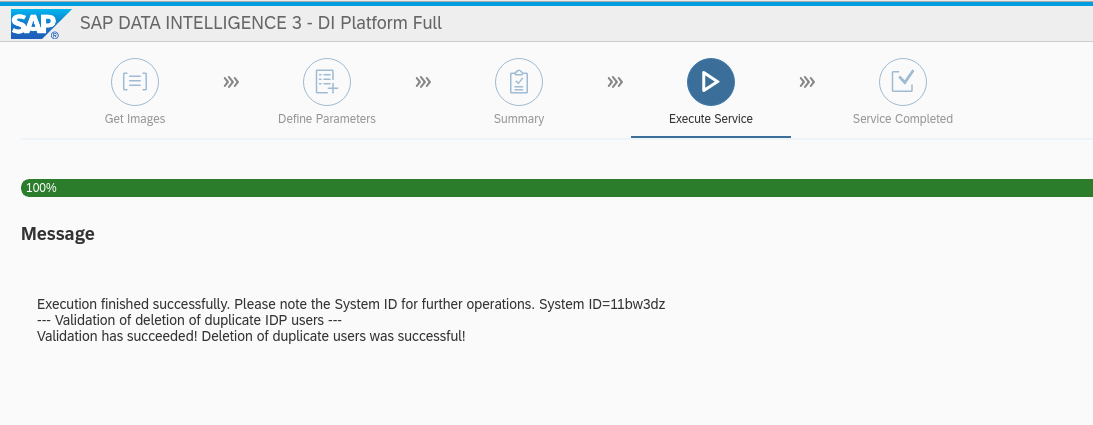 SAP® SAP DATA INTELLIGENCE 3 - DI Platform Full
Get Images
Define Parameters
Summary
Execute Service
Service Completed
100%
Message
Execution finished successfully. Please note the System ID for further operations. System ID=11bw3dz
--- Validation of deletion of duplicate IDP users ---
Validation has succeeded! Deletion of duplicate users was successful!